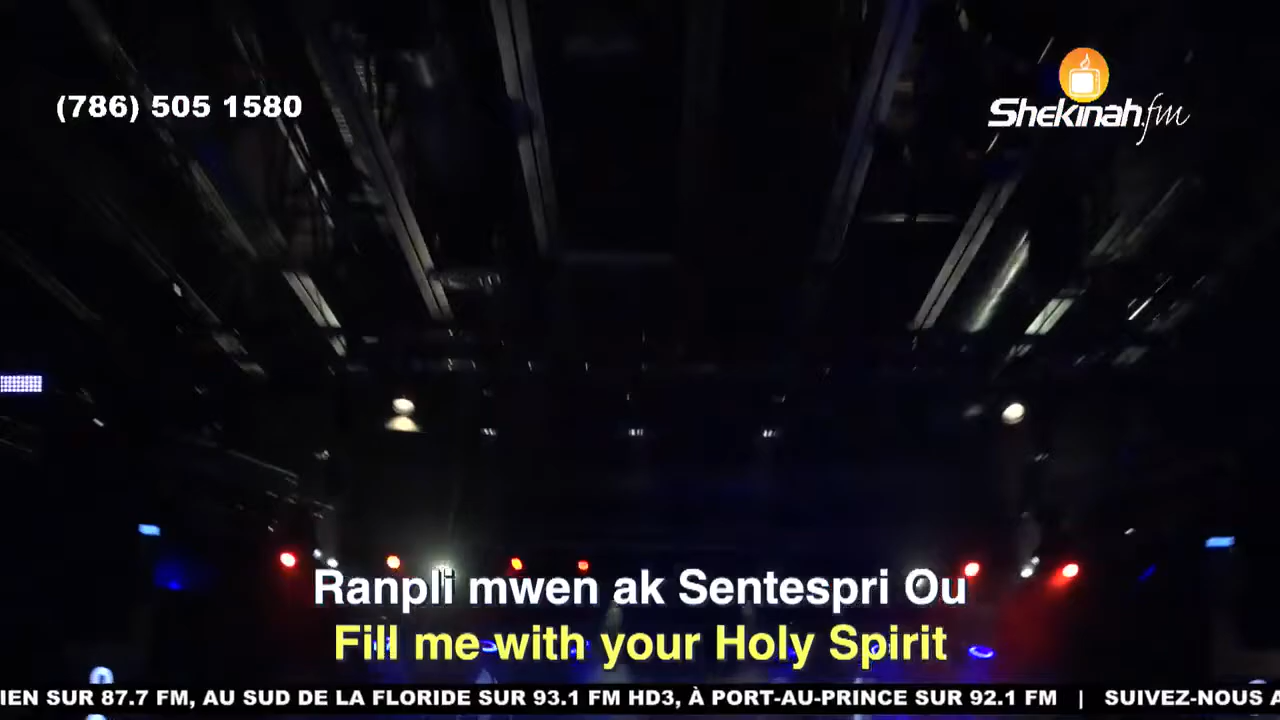 (786) 505 1580
Shekinah.fm
Ranpli mwen ak Sentespri Ou
Fill me with your Holy Spirit
IEN SUR 87.7 FM, AU SUD DE LA FLORIDE SUR 93.1 FM HD3, À PORT-AU-PRINCE SUR 92.1 FM | SUIVEZ-NOUS A